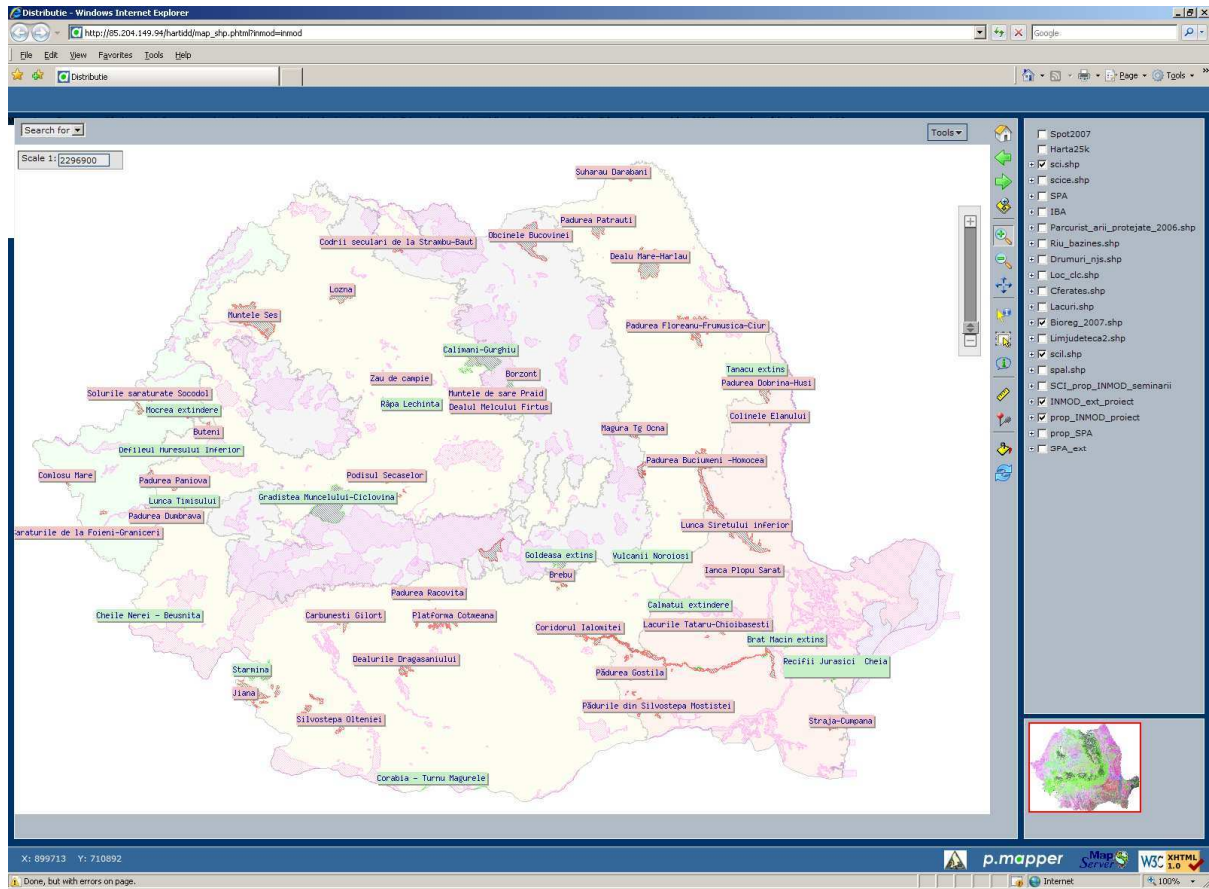 Distributie - Windows Internet Explorer
http://85.204.149.94/hartidd/map_shp.phtml?inmod=inmod
Google
File Edit View Favorites Tools Help
Distributie
Page Tools
Search for
Tools
Scale 1: 2296900
Suharau Darabani
Padurea Patrauti
Obcinele Bucovinei
Codrii seculari de la Strambu-Baut
Dealu Mare-Harlau
Lozna
Muntele Ses
Padurea Floreanu-Frumusica-Ciur
Calimani-Gurghiu
Tanacu extins
Borzont
Zau de campie
Padurea Dobrina-Husi
Solurile saraturate Socodol
Muntele de sare Praid
Râpa Lechinta
Dealul Melcului Firtus
Mocrea extindere
Colinele Elanului
Buteni
Magura Tg Ocna
Defileul Muresului Inferior
Padurea Buciumeni -Homocea
Comlosu Mare
Podisul Secaselor
Padurea Paniova
Gradistea Muncelului-Ciclovina
Lunca Timisului
Padurea Dumbrava
Lunca Siretului inferior
Saraturile de la Foieni-Graniceri
Goldeasa extins
Vulcanii Noroiosi
Ianca Plopu Sarat
Brebu
Padurea Racovita
Calmatui extindere
Cheile Nerei - Beusnita
Carbunesti Gilort
Platforma Cotmeana
Coridorul Ialomitei
Lacurile Tataru-Chioibasesti
Brat Macin extins
Dealurile Dragasaniului
Recifii Jurasici Cheia
Starmina
Pădurea Gostila
Jiana
Pădurile din Silvostepa Mostistei
Silvostepa Olteniei
Straja-Cumpana
Corabia - Turnu Magurele
Spot2007
Harta25k
sci.shp
scice.shp
SPA
IBA
Parcurist_arii_protejate_2006.shp
Riu_bazines.shp
Drumuri_njs.shp
Loc_clc.shp
Cferates.shp
Lacuri.shp
Bioreg_2007.shp
Limjudeteca2.shp
scil.shp
spal.shp
SCI_prop_INMOD_seminarii
INMOD_ext_proiect
prop_INMOD_proiect
prop_SPA
SPA_ext
X: 899713 Y: 710892
p.mapper
Map Server
W3C XHTML 1.0
Done, but with errors on page.
Internet
100%